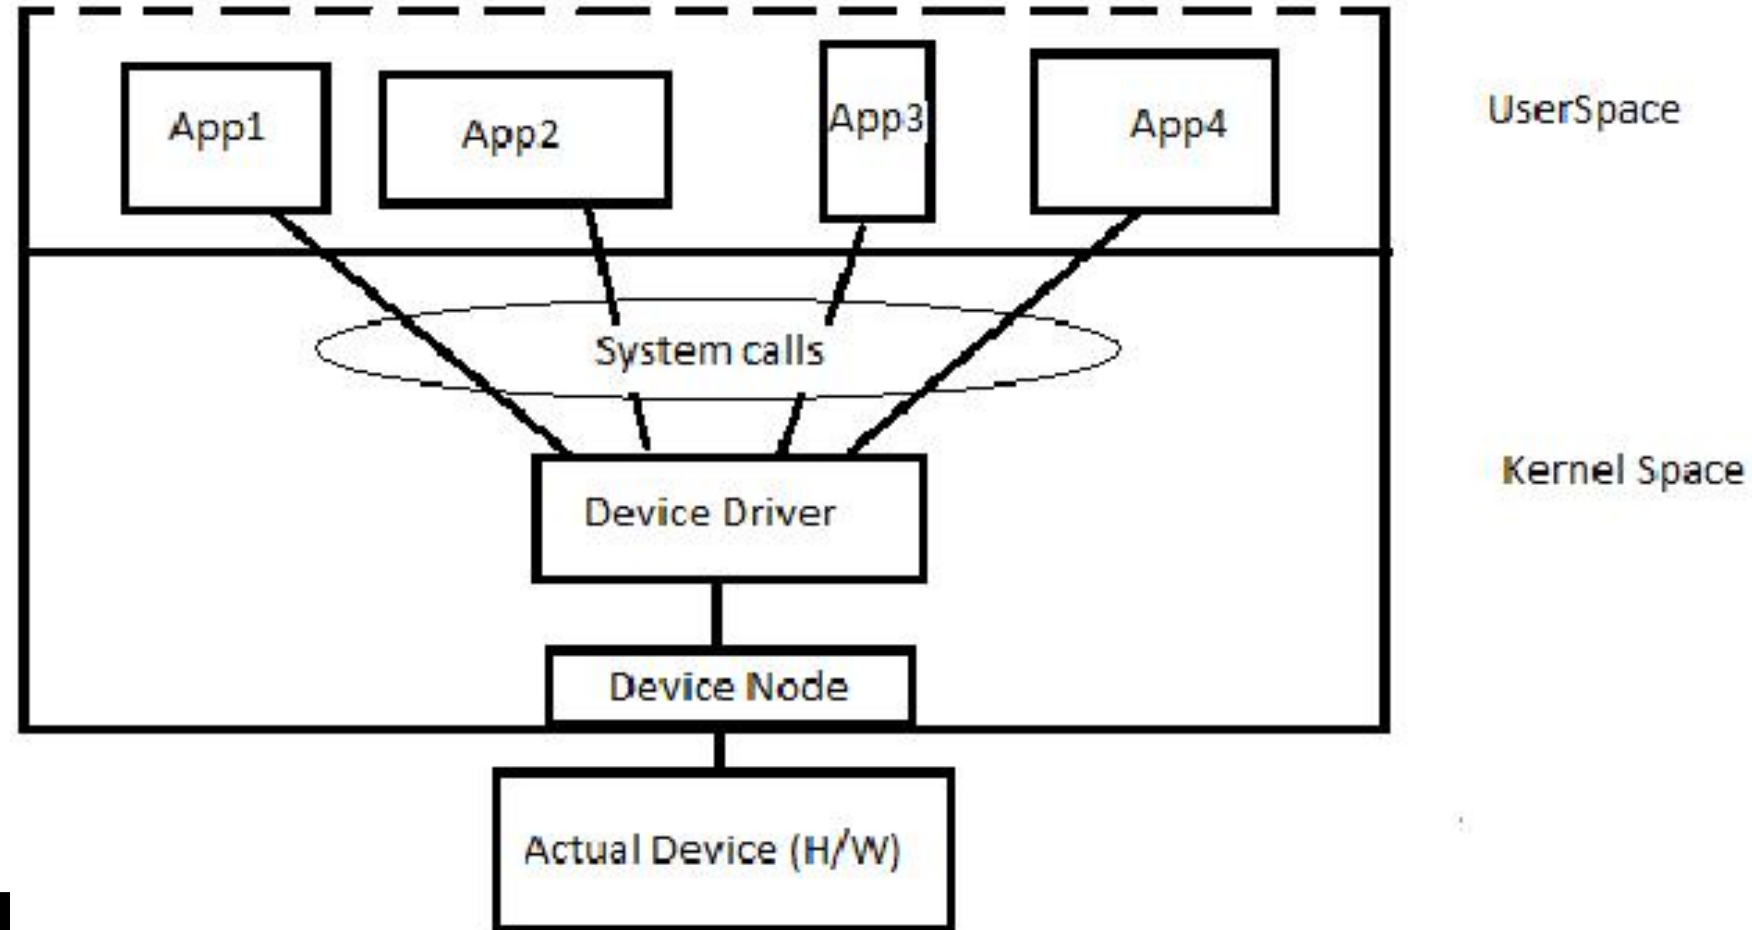 App1
App2
App3
App4
UserSpace
System calls
Kernel Space
Device Driver
Device Node
Actual Device (H/W)